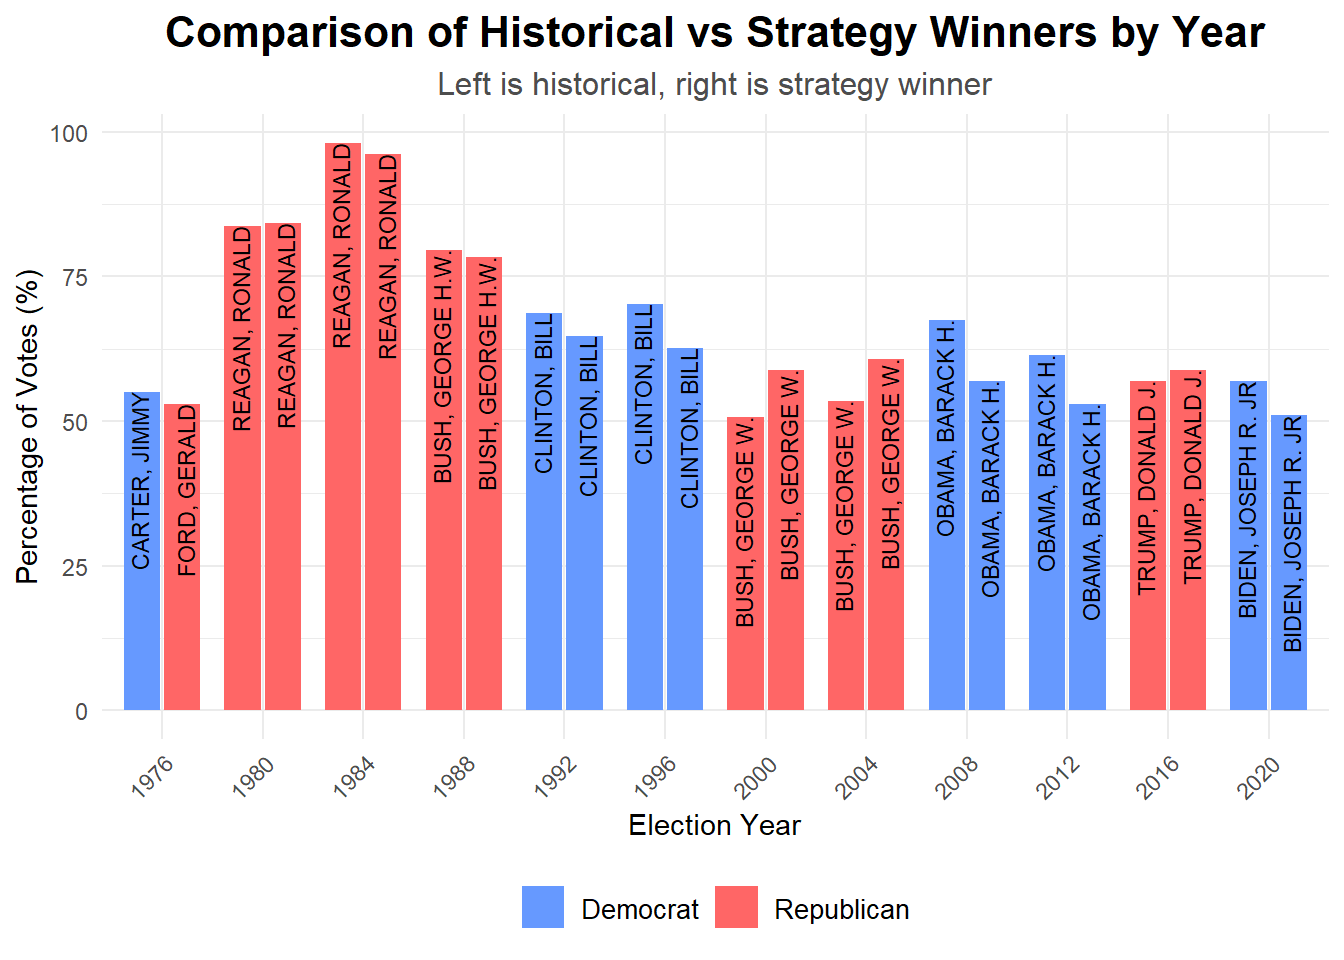 Comparison of Historical vs Strategy Winners by Year
Left is historical, right is strategy winner
Percentage of Votes (%)
100
75
50
25
0
CARTER, JIMMY
FORD, GERALD
REAGAN, RONALD
REAGAN, RONALD
REAGAN, RONALD
REAGAN, RONALD
BUSH, GEORGE H.W.
BUSH, GEORGE H.W.
CLINTON, BILL
CLINTON, BILL
CLINTON, BILL
CLINTON, BILL
BUSH, GEORGE W.
BUSH, GEORGE W.
BUSH, GEORGE W.
BUSH, GEORGE W.
OBAMA, BARACK H.
OBAMA, BARACK H.
OBAMA, BARACK H.
OBAMA, BARACK H.
TRUMP, DONALD J.
TRUMP, DONALD J.
BIDEN, JOSEPH R. JR
BIDEN, JOSEPH R. JR
1976
1980
1984
1988
1992
1996
2000
2004
2008
2012
2016
2020
Election Year
Democrat
Republican